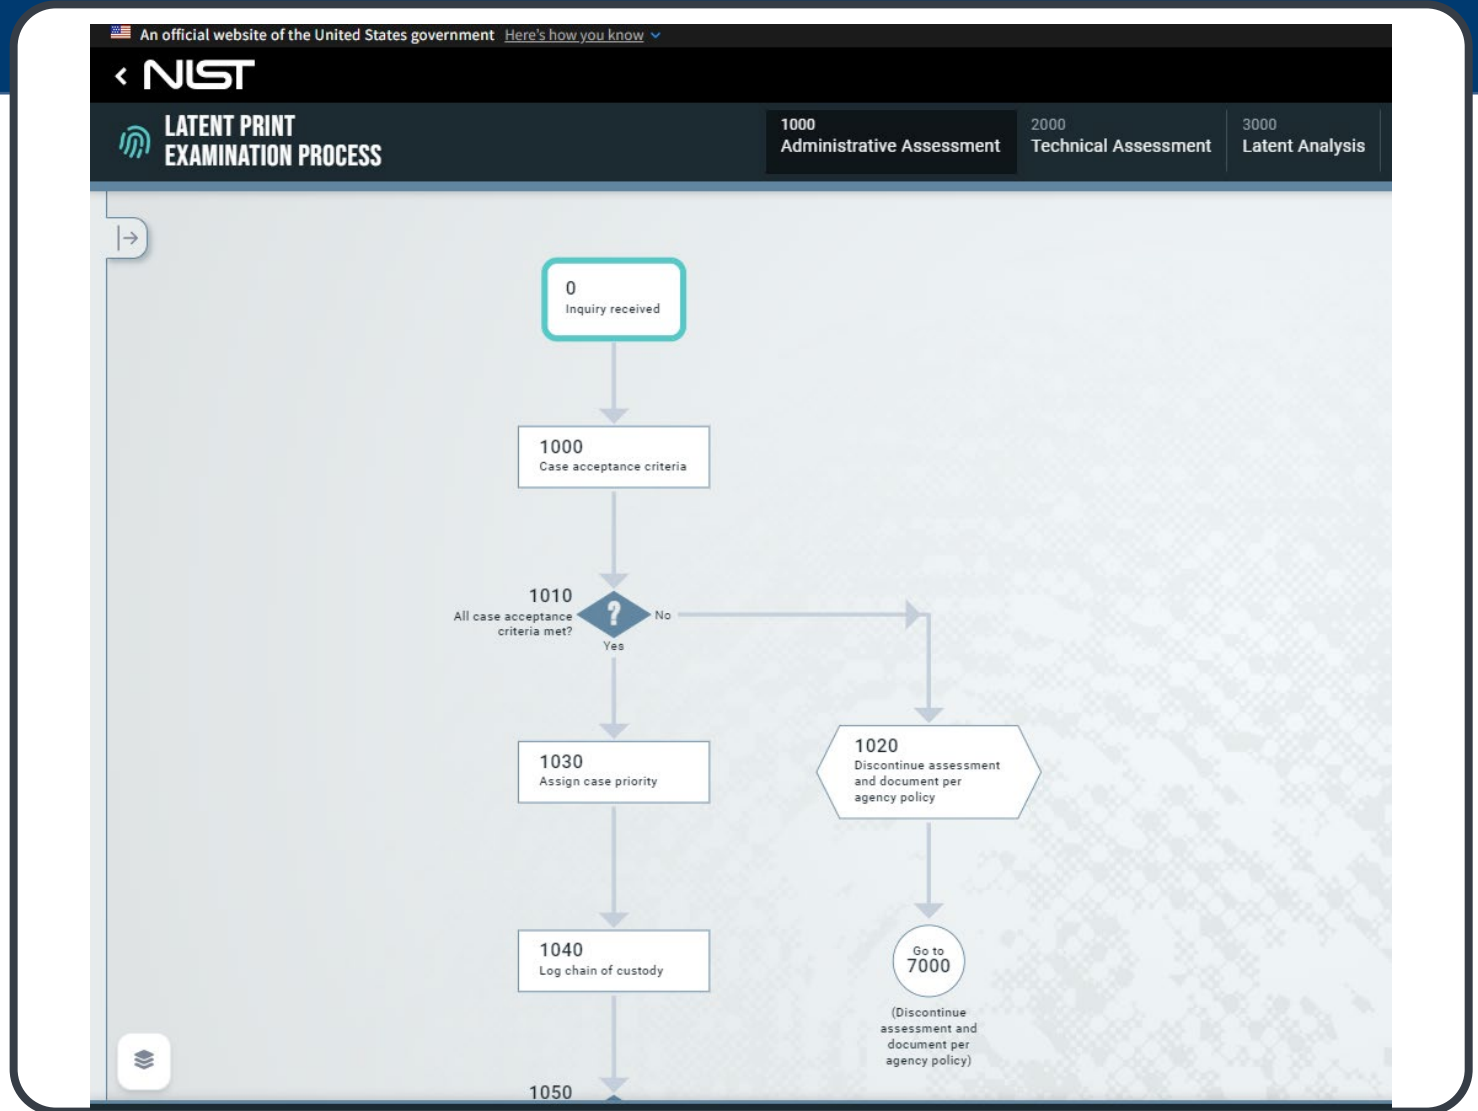 An official website of the United States government Here's how you know
NIST
LATENT PRINT
EXAMINATION PROCESS
1000
Administrative Assessment
2000
Technical Assessment
3000
Latent Analysis
0
Inquiry received
1000
Case acceptance criteria
1010
All case acceptance
criteria met?
?
No
Yes
1030
Assign case priority
1020
Discontinue assessment
and document per
agency policy
1040
Log chain of custody
Go to
7000
(Discontinue
assessment and
document per
agency policy)
1050